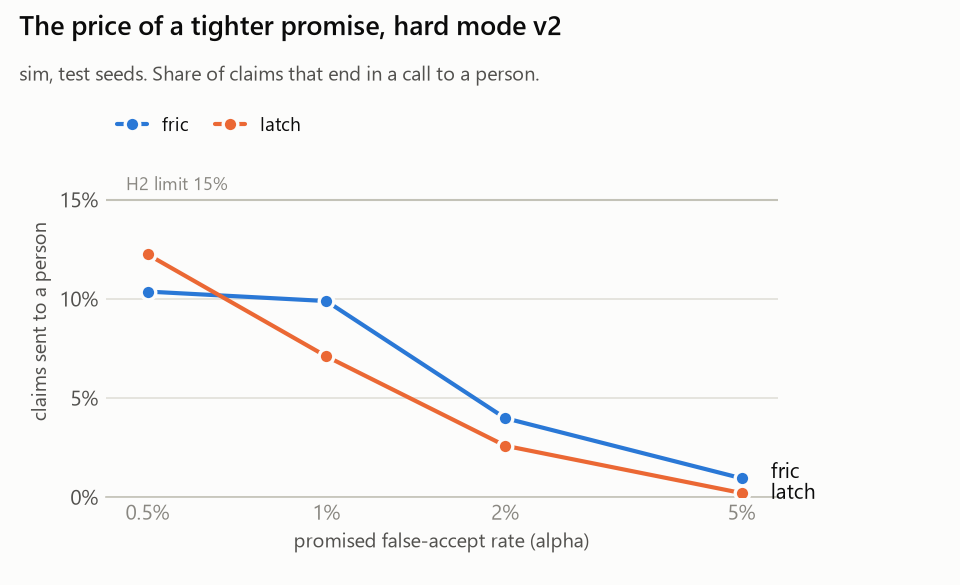 The price of a tighter promise, hard mode v2
sim, test seeds. Share of claims that end in a call to a person.
fric latch
H2 limit 15%
15%
10%
5%
0%
claims sent to a person
0.5% 1% 2% 5%
promised false-accept rate (alpha)
fric
latch